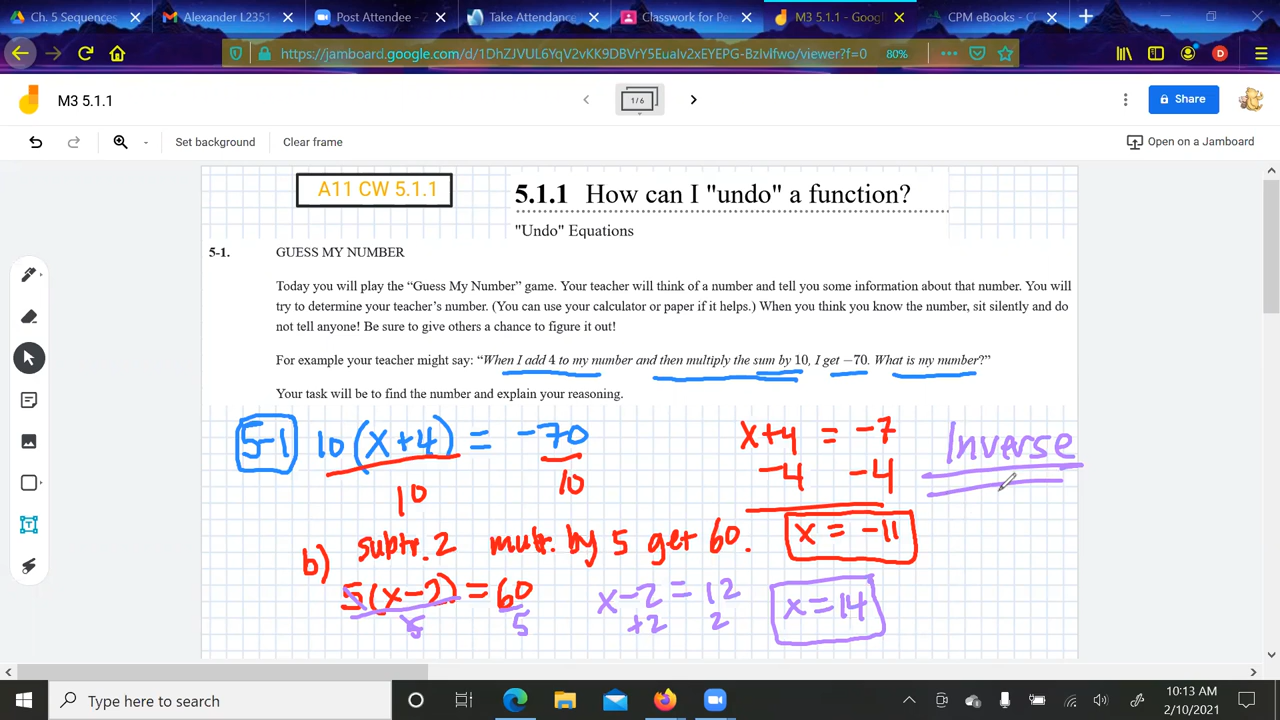 Ch. 5 Sequences
Alexander L2351
Post Attendee - Z
Take Attendance
Classwork for Pe
M3 5.1.1 - Goog
CPM eBooks - C
https://jamboard.google.com/d/1DhZJVUL6YqV2vKK9DBVrY5EuaIv2xEYEPG-BzIvlfwo/viewer?f=0
80%
M3 5.1.1
1/6
Share
Set background
Clear frame
Open on a Jamboard
A11 CW 5.1.1
5.1.1 How can I "undo" a function?
"Undo" Equations
5-1. GUESS MY NUMBER
Today you will play the “Guess My Number” game. Your teacher will think of a number and tell you some information about that number. You will
try to determine your teacher’s number. (You can use your calculator or paper if it helps.) When you think you know the number, sit silently and do
not tell anyone! Be sure to give others a chance to figure it out!
For example your teacher might say: “When I add 4 to my number and then multiply the sum by 10, I get −70. What is my number?”
Your task will be to find the number and explain your reasoning.
5-1 10(x+4) = -70
10 10
x+4 = -7
-4 -4
x = -11
Inverse
b) subtr. 2 mutr. by 5 get 60.
5(x-2) = 60
5 5
x-2 = 12
+2 2
x=14
Type here to search
10:13 AM
2/10/2021